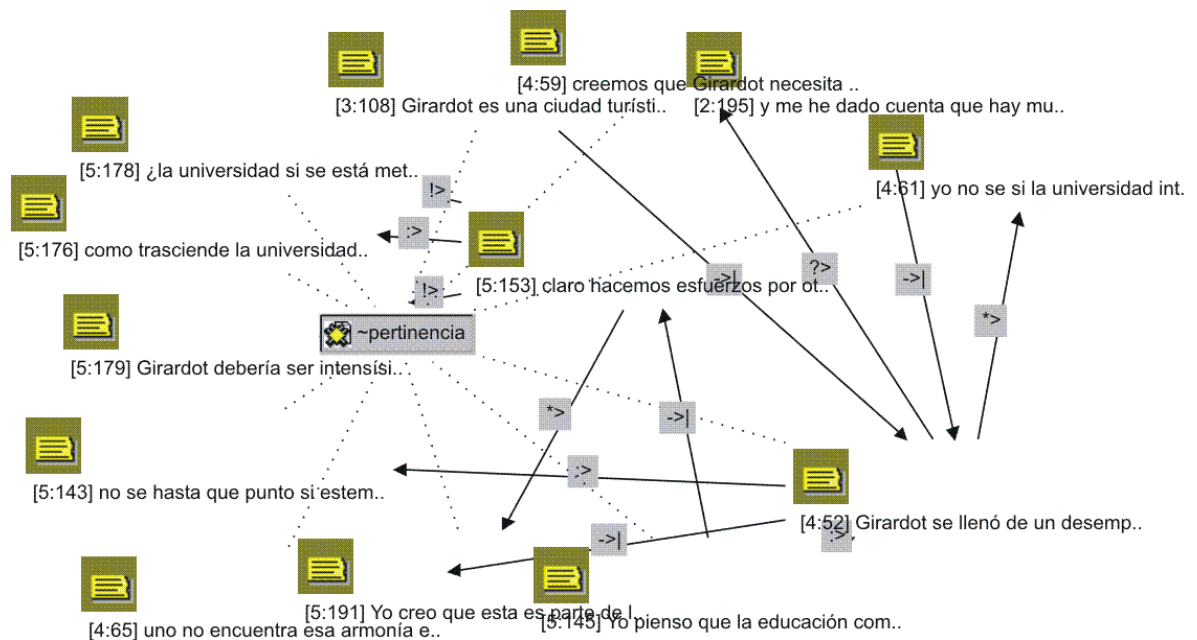 [4:59] creemos que Girardot necesita ..
[3:108] Girardot es una ciudad turísti..
[2:195] y me he dado cuenta que hay mu..
[5:178] ¿la universidad si se está met..
[4:61] yo no se si la universidad int.
!>
[5:176] como trasciende la universidad..
:>
[5:153] claro hacemos esfuerzos por ot..
->|
?>
->|
!>
*>
~pertinencia
[5:179] Girardot debería ser intensísi..
*>
->|
:>
[5:143] no se hasta que punto si estem..
[4:52] Girardot se llenó de un desemp..
->|
!>
[5:191] Yo creo que esta es parte de l..
[5:145] Yo pienso que la educación com..
[4:65] uno no encuentra esa armonía e..